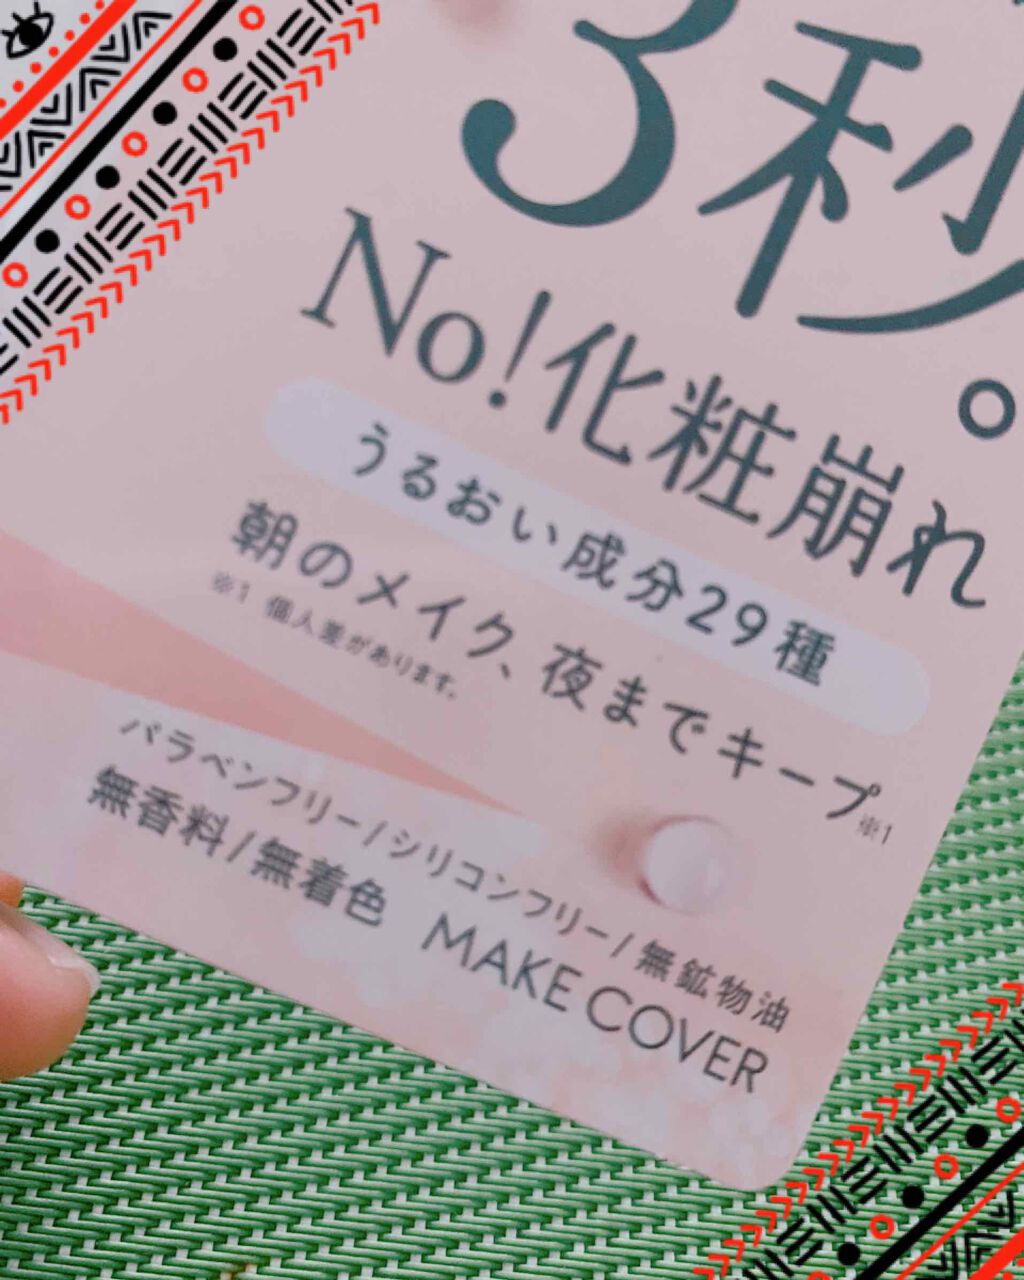 3秒。
No!化粧崩れ
うるおい成分29種
朝のメイク、夜までキープ※1
※1 個人差があります。
パラベンフリー/シリコンフリー/無鉱物油
無香料/無着色 MAKE COVER